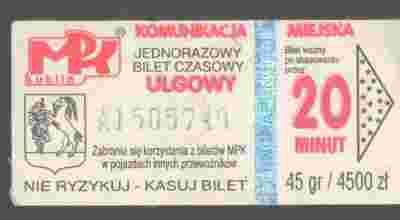 KOMUNIKACJA MIEJSKA
MPK
Lublin
JEDNORAZOWY
BILET CZASOWY
ULGOWY
Bilet ważny
po skasowaniu
przez
20
MINUT
Zabrania się korzystania z biletów MPK
w pojazdach innych przewoźników
NIE RYZYKUJ - KASUJ BILET
45 gr / 4500 zł